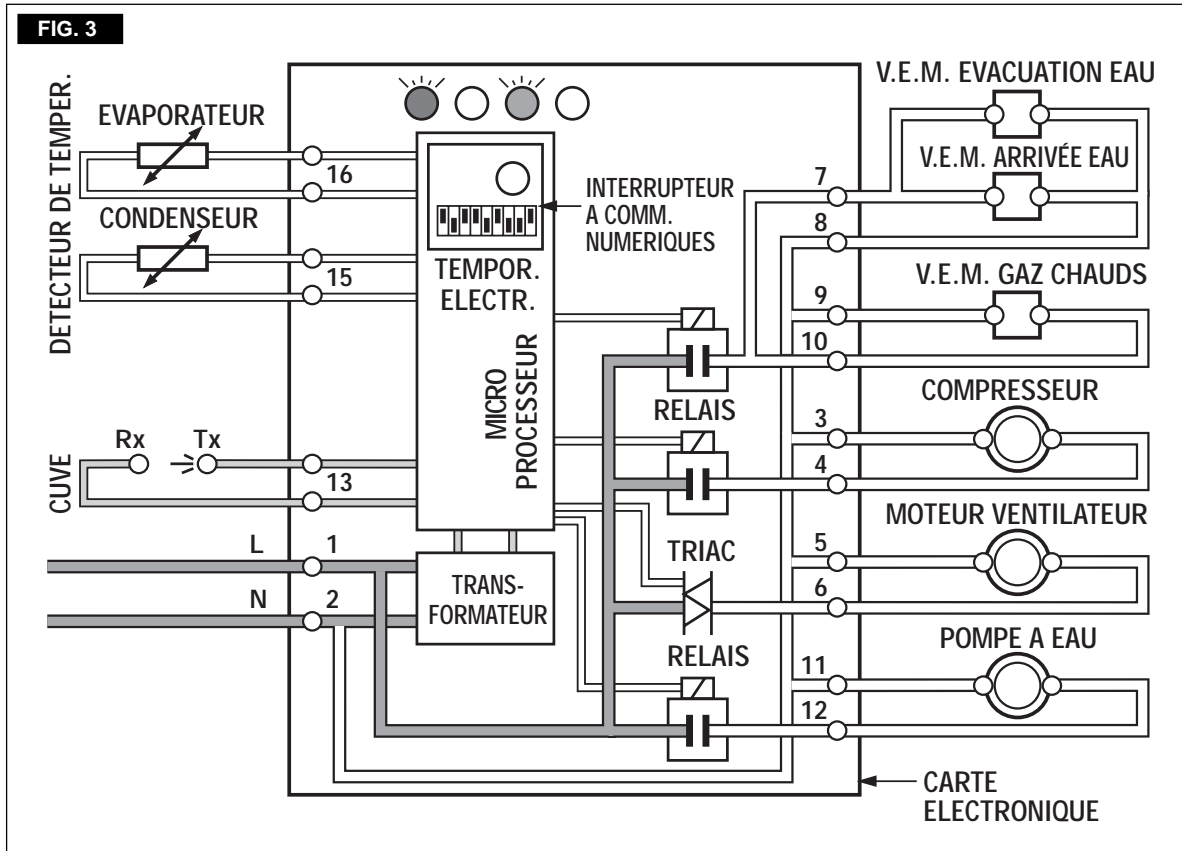 FIG. 3
DETECTEUR DE TEMPER.
EVAPORATEUR
16
CONDENSEUR
15
CUVE
Rx
Tx
13
L
1
N
2
INTERRUPTEUR
A COMM.
NUMERIQUES
TEMPOR.
ELECTR.
MICRO
PROCESSEUR
TRANS-
FORMATEUR
RELAIS
TRIAC
RELAIS
V.E.M. EVACUATION EAU
V.E.M. ARRIVÉE EAU
7
8
V.E.M. GAZ CHAUDS
9
10
COMPRESSEUR
3
4
MOTEUR VENTILATEUR
5
6
POMPE A EAU
11
12
CARTE
ELECTRONIQUE